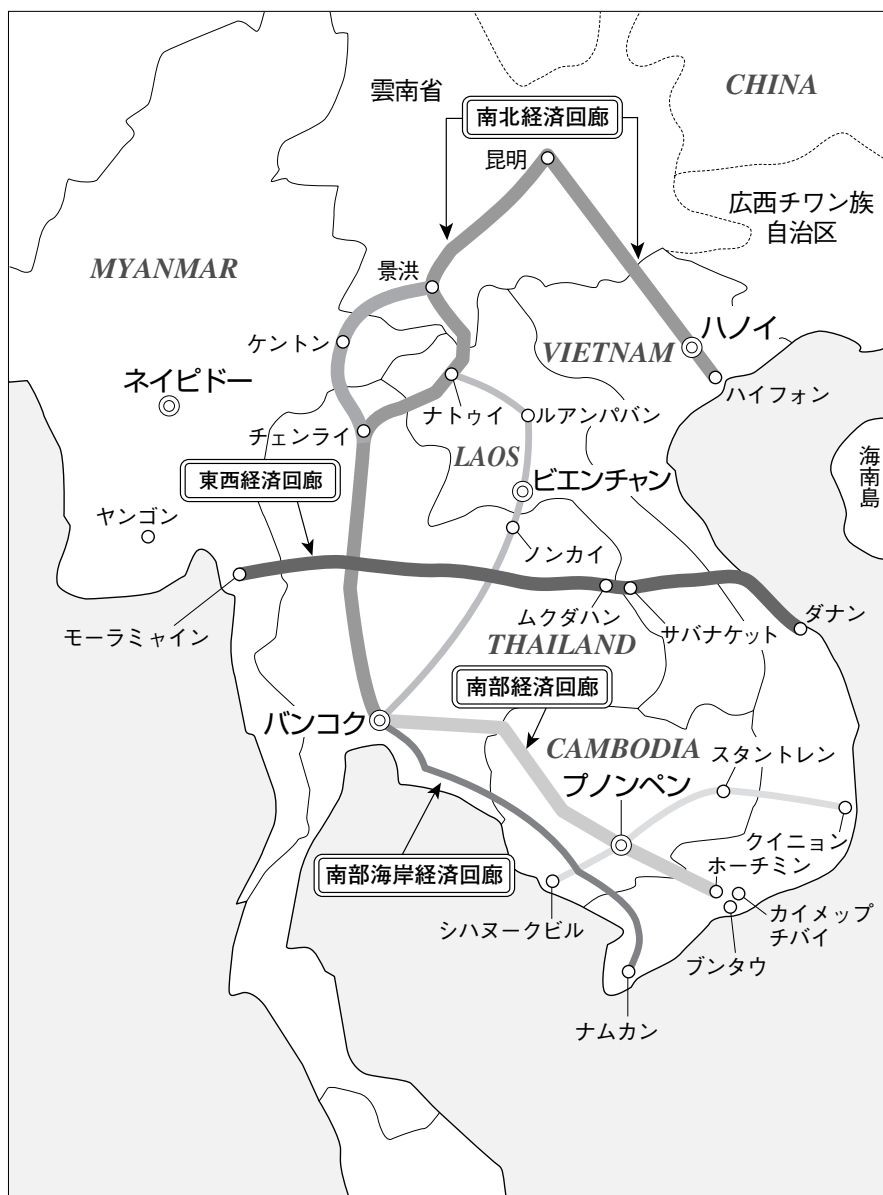 雲南省
CHINA
南北経済回廊
昆明
広西チワン族
自治区
MYANMAR
景洪
ハノイ
ケントン
VIETNAM
ネイピドー
ハイフォン
ナトゥイ
ルアンパバン
チェンライ
LAOS
海南島
東西経済回廊
ビエンチャン
ヤンゴン
ノンカイ
モーラミャイン
ムクダハン
サバナケット
ダナン
THAILAND
南部経済回廊
バンコク
CAMBODIA
スタントレン
プノンペン
クイニョン
南部海岸経済回廊
ホーチミン
シハヌークビル
カイメップ
チバイ
ブンタウ
ナムカン